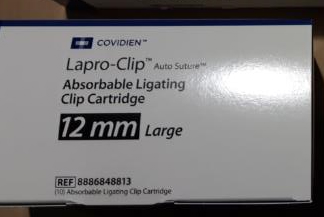 COVIDIEN™
Lapro-Clip™ Auto Suture™
Absorbable Ligating
Clip Cartridge
12 mm Large
REF 8886848813
(10) Absorbable Ligating Clip Cartridge